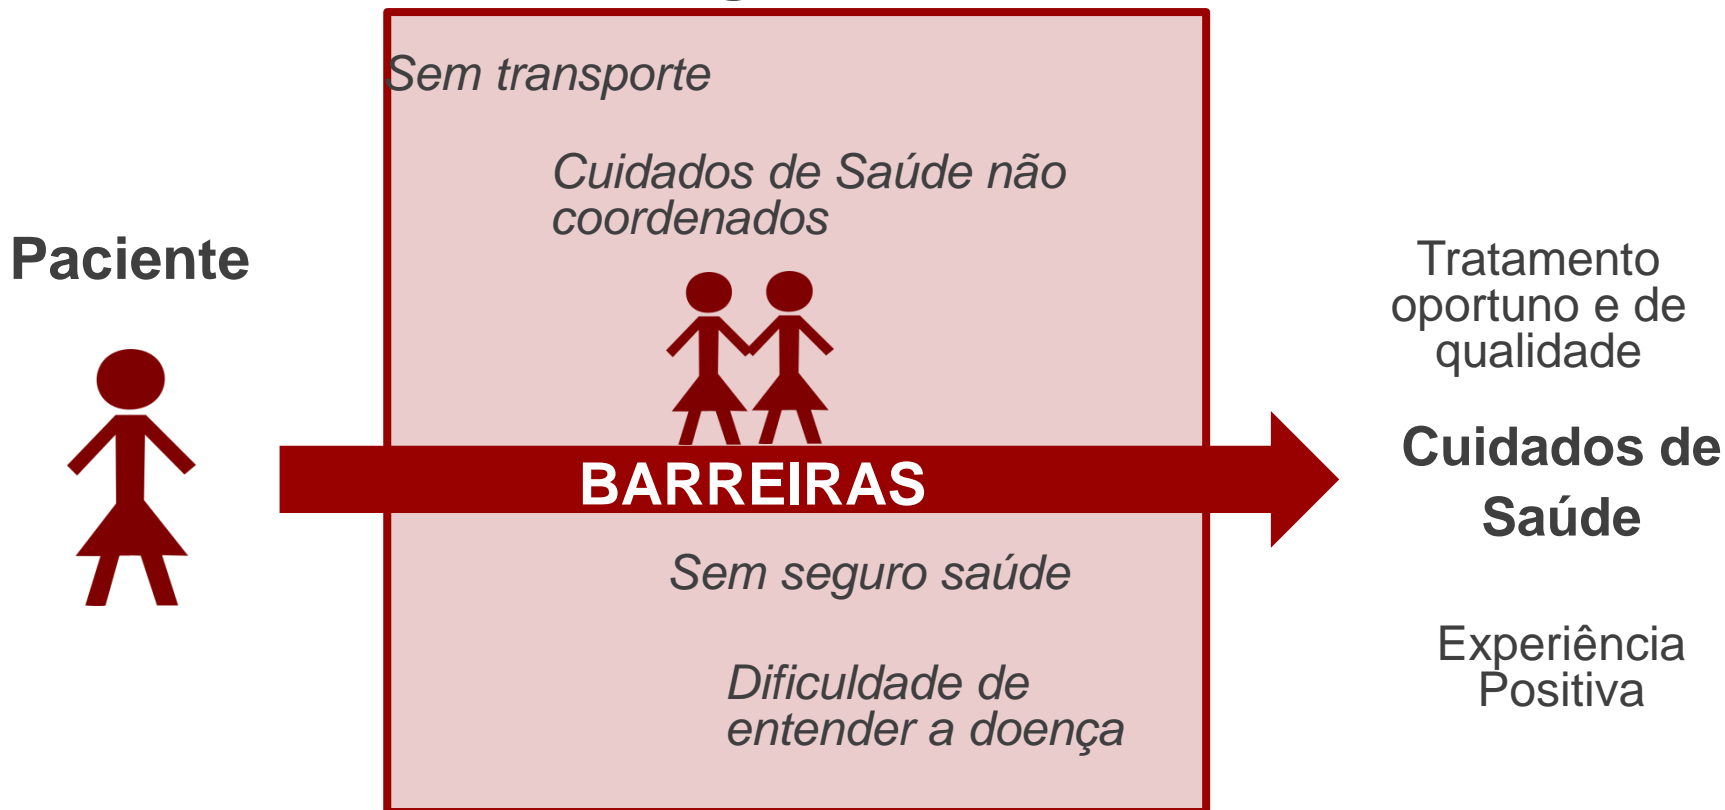 Sem transporte
Cuidados de Saúde não
coordenados
Paciente
Tratamento
oportuno e de
qualidade
BARREIRAS
Cuidados de
Saúde
Sem seguro saúde
Experiência
Positiva
Dificuldade de
entender a doença